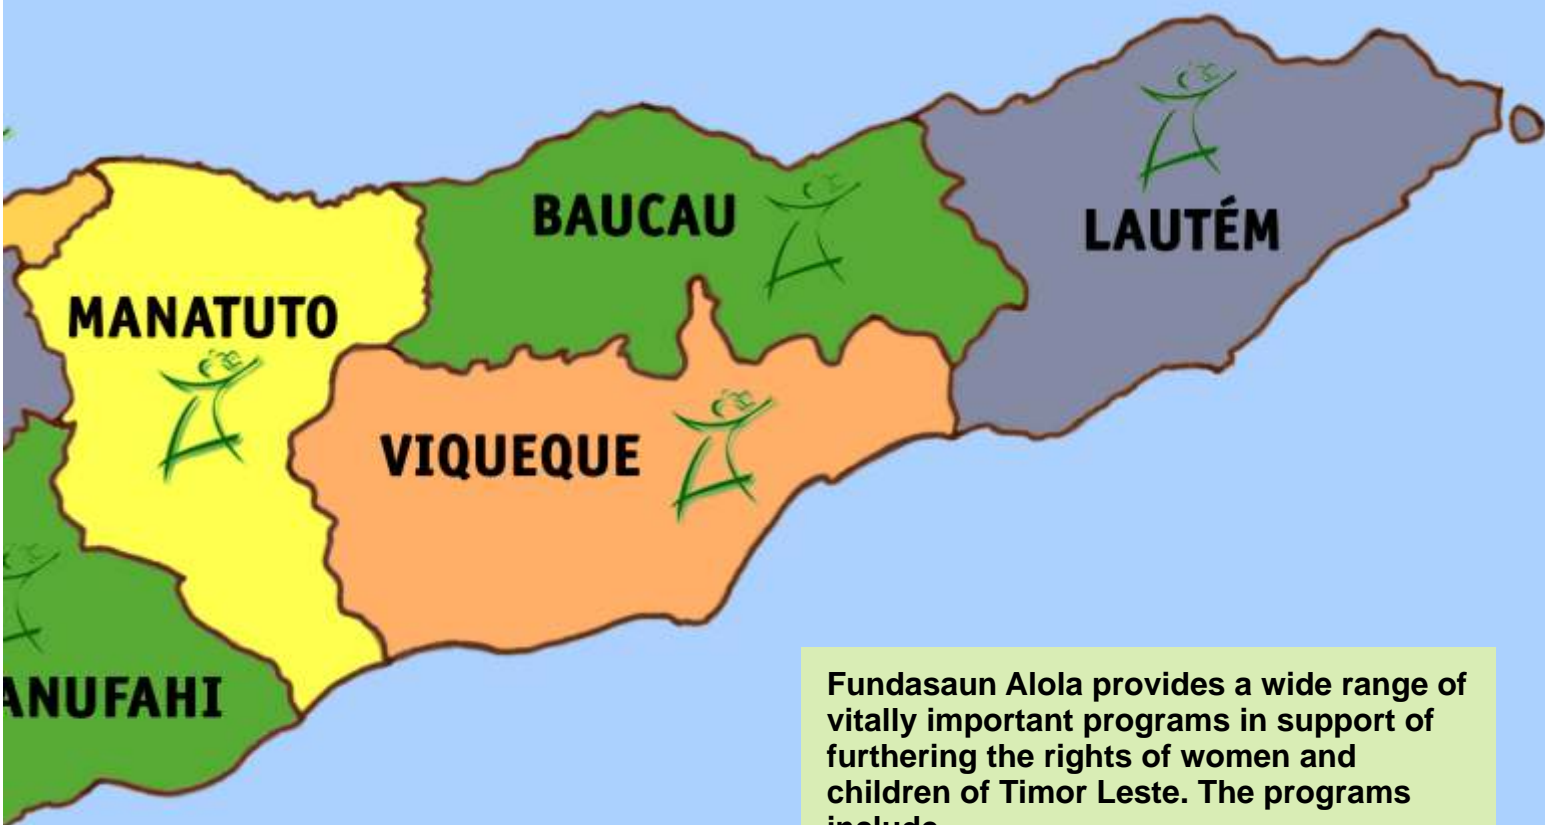 BAUCAU
LAUTÉM
MANATUTO
VIQUEQUE
ANUFAHI
Fundasaun Alola provides a wide range of
vitally important programs in support of
furthering the rights of women and
children of Timor Leste. The programs
include